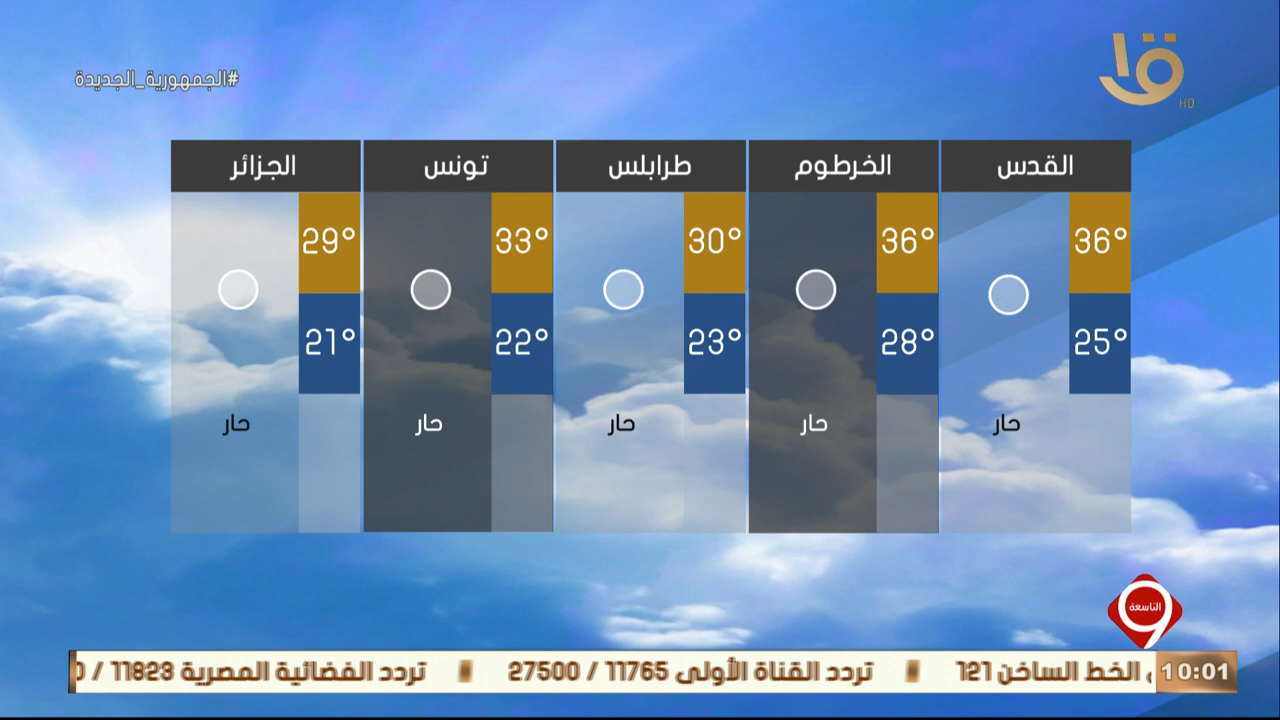 #الجمهورية_الجديدة
HD
القدس
36°
25°
حار
الخرطوم
36°
28°
حار
طرابلس
30°
23°
حار
تونس
33°
22°
حار
الجزائر
29°
21°
حار
التاسعة
9
10:01
الخط الساخن 121
تردد القناة الأولى 11765 / 27500
تردد الفضائية المصرية 11823 /